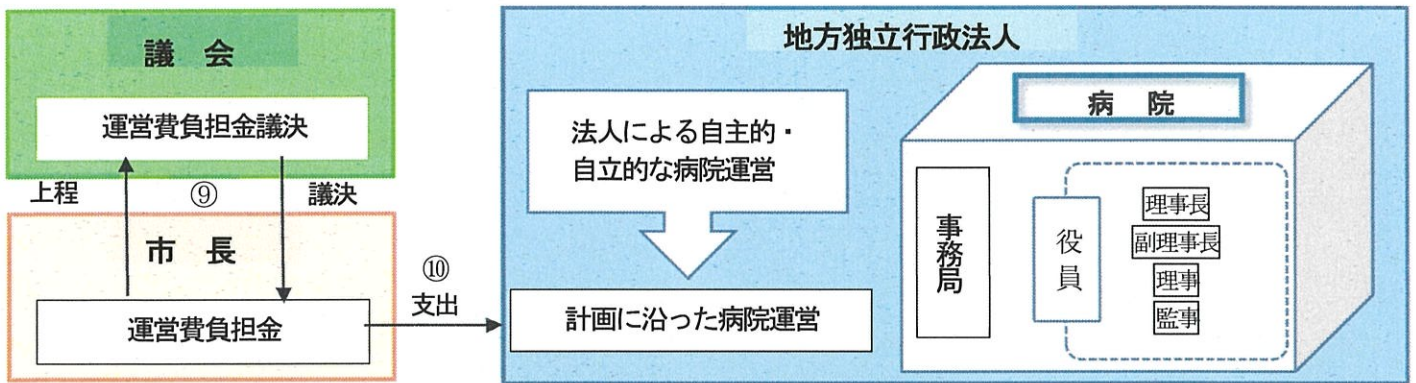 議　会
運営費負担金議決
上程
⑨
議決
市　長
運営費負担金
⑩
支出
地方独立行政法人
法人による自主的・
自立的な病院運営
計画に沿った病院運営
病　院
事務局
役員
理事長
副理事長
理事
監事